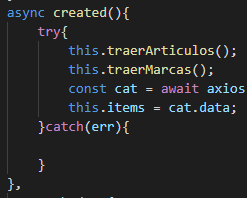 async created(){
try{
this.traerArticulos();
this.traerMarcas();
const cat = await axios
this.items = cat.data;
}catch(err){
}
},